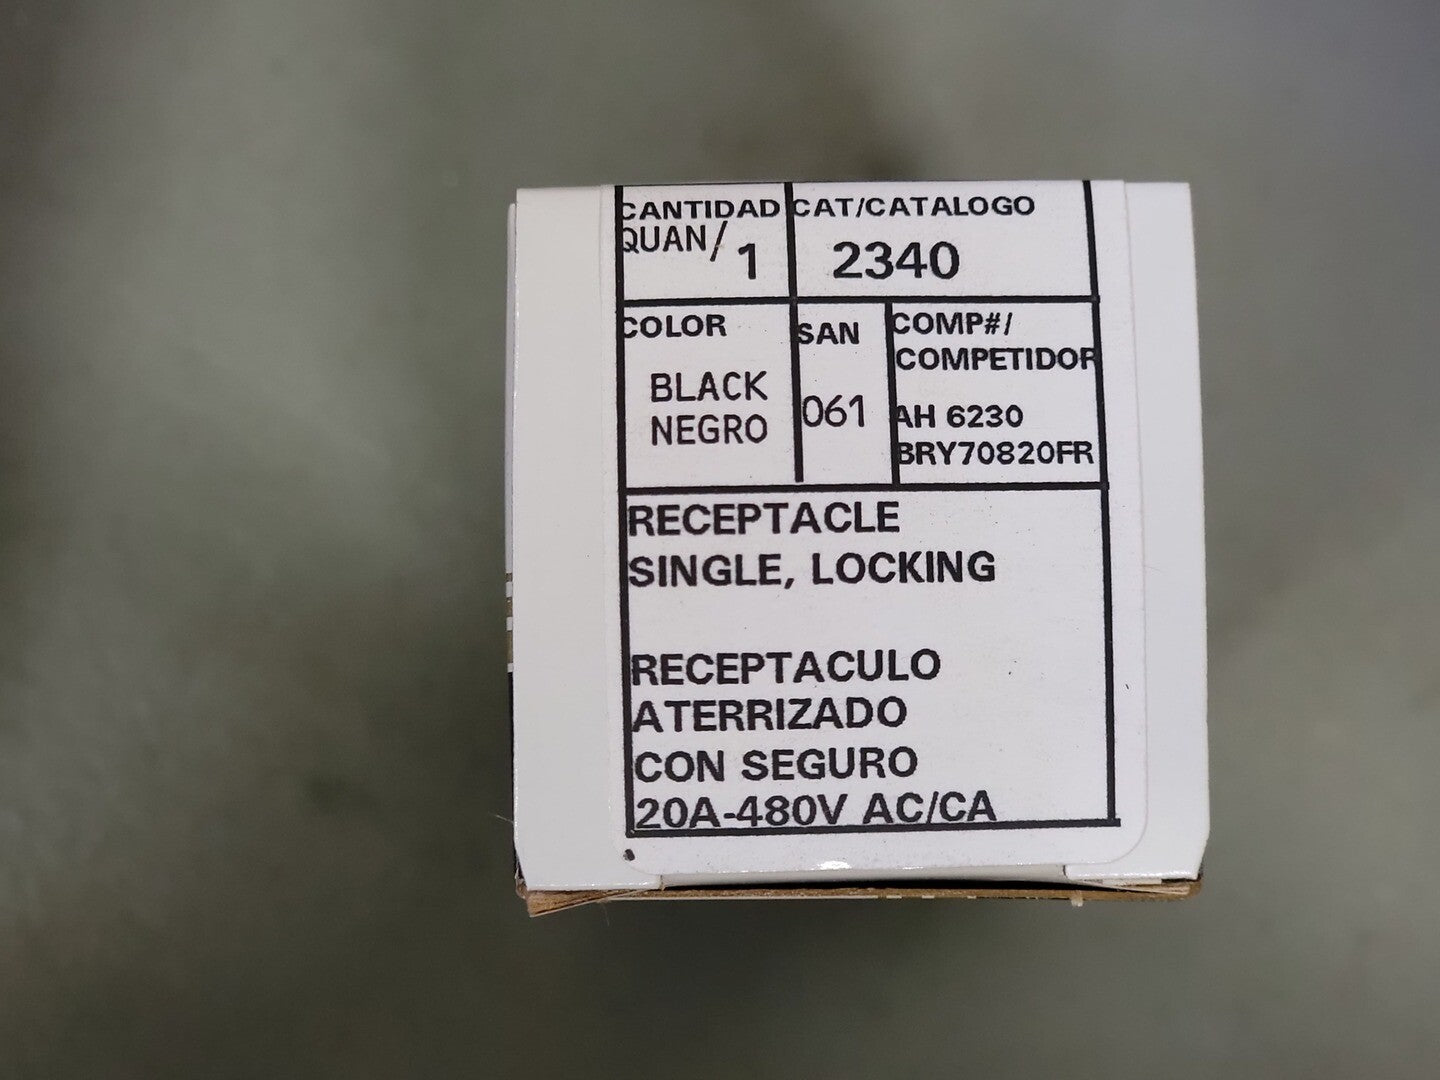 CANTIDAD
QUAN/ 1
CAT/CATALOGO
2340
COLOR
BLACK
NEGRO
SAN
061
COMP#/
COMPETIDOR
AH 6230
BRY70820FR
RECEPTACLE
SINGLE, LOCKING
RECEPTACULO
ATERRIZADO
CON SEGURO
20A-480V AC/CA